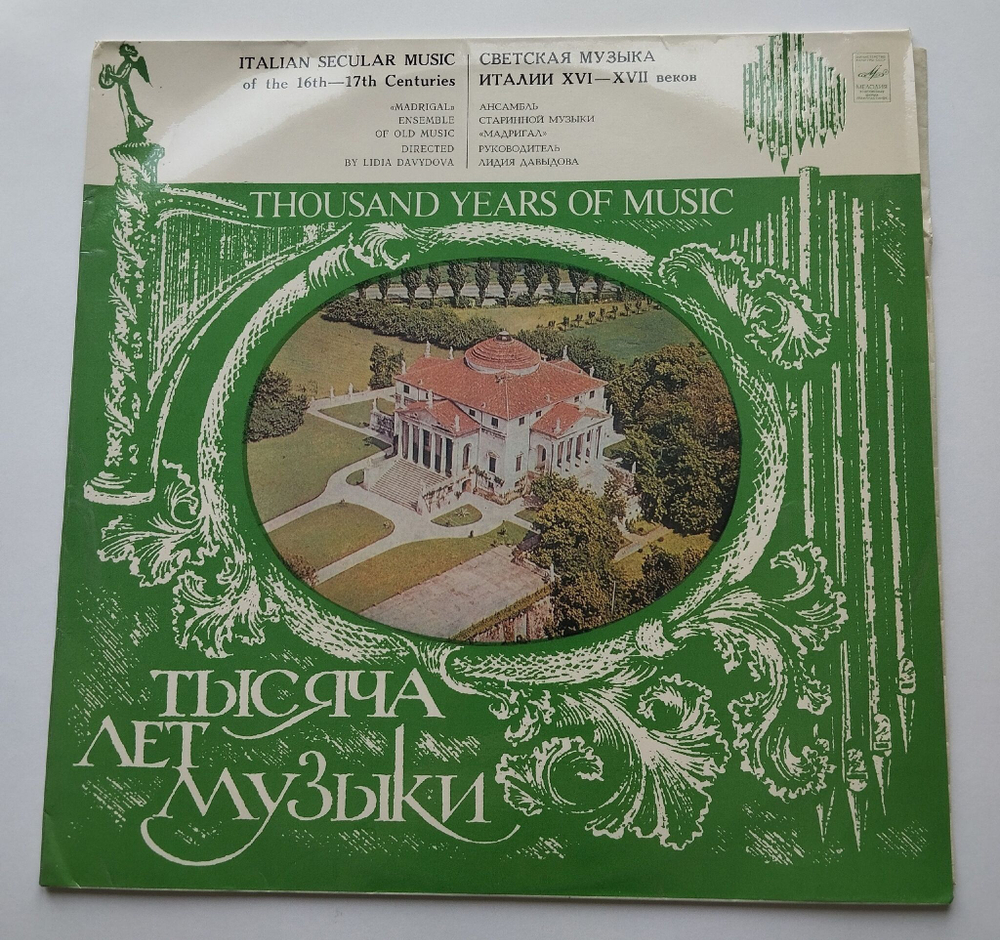 ITALIAN SECULAR MUSIC
of the 16th—17th Centuries
«MADRIGAL»
ENSEMBLE
OF OLD MUSIC
DIRECTED
BY LIDIA DAVYDOVA
СВЕТСКАЯ МУЗЫКА
ИТАЛИИ XVI—XVII веков
АНСАМБЛЬ
СТАРИННОЙ МУЗЫКИ
«МАДРИГАЛ»
РУКОВОДИТЕЛЬ
ЛИДИЯ ДАВЫДОВА
МЕЛОДИЯ
THOUSAND YEARS OF MUSIC
ТЫСЯЧА
ЛЕТ
МУЗЫКИ